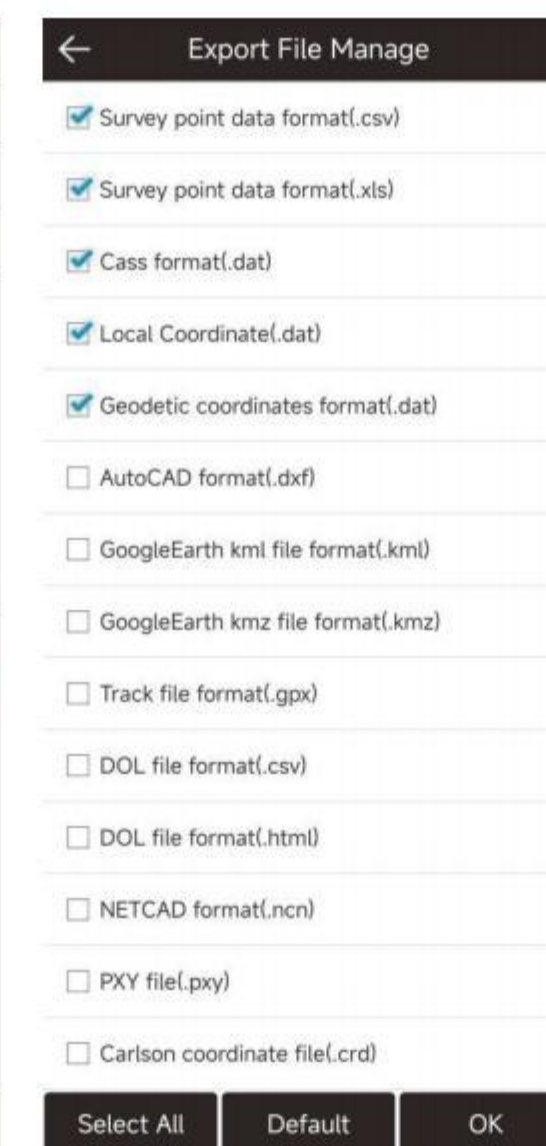 Export File Manage
Survey point data format(.csv)
Survey point data format(.xls)
Cass format(.dat)
Local Coordinate(.dat)
Geodetic coordinates format(.dat)
AutoCAD format(.dxf)
GoogleEarth kml file format(.kml)
GoogleEarth kmz file format(.kmz)
Track file format(.gpx)
DOL file format(.csv)
DOL file format(.html)
NETCAD format(.ncn)
PXY file(.pxy)
Carlson coordinate file(.crd)
Select All Default OK